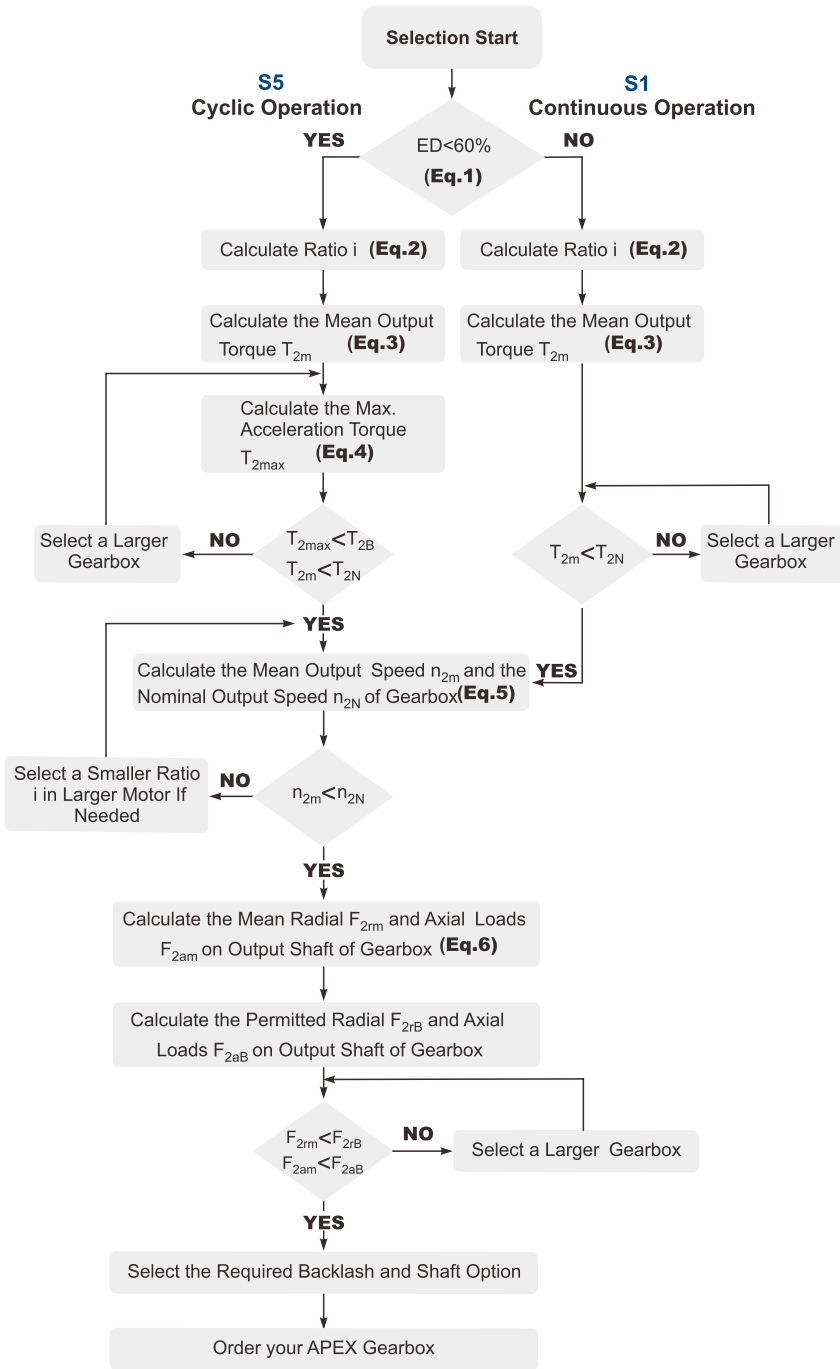 Selection Start
S5
Cyclic Operation
S1
Continuous Operation
YES
ED<60%
(Eq.1)
NO
Calculate Ratio i (Eq.2)
Calculate Ratio i (Eq.2)
Calculate the Mean Output
Torque T2m (Eq.3)
Calculate the Mean Output
Torque T2m (Eq.3)
Calculate the Max.
Acceleration Torque
T2max (Eq.4)
Select a Larger
Gearbox
NO
T2max<T2B
T2m<T2N
T2m<T2N
NO
Select a Larger
Gearbox
YES
Calculate the Mean Output Speed n2m and the
Nominal Output Speed n2N of Gearbox(Eq.5)
YES
Select a Smaller Ratio
i in Larger Motor If
Needed
NO
n2m<n2N
YES
Calculate the Mean Radial F2rm and Axial Loads
F2am on Output Shaft of Gearbox (Eq.6)
Calculate the Permitted Radial F2rB and Axial
Loads F2aB on Output Shaft of Gearbox
F2rm<F2rB
F2am<F2aB
NO
Select a Larger Gearbox
YES
Select the Required Backlash and Shaft Option
Order your APEX Gearbox